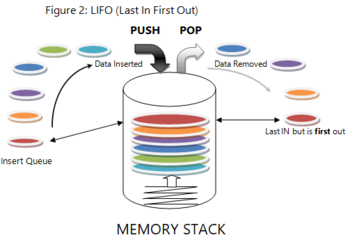 Figure 2: LIFO (Last In First Out)
PUSH POP
Data Inserted
Data Removed
Last IN but is first out
Insert Queue
MEMORY STACK